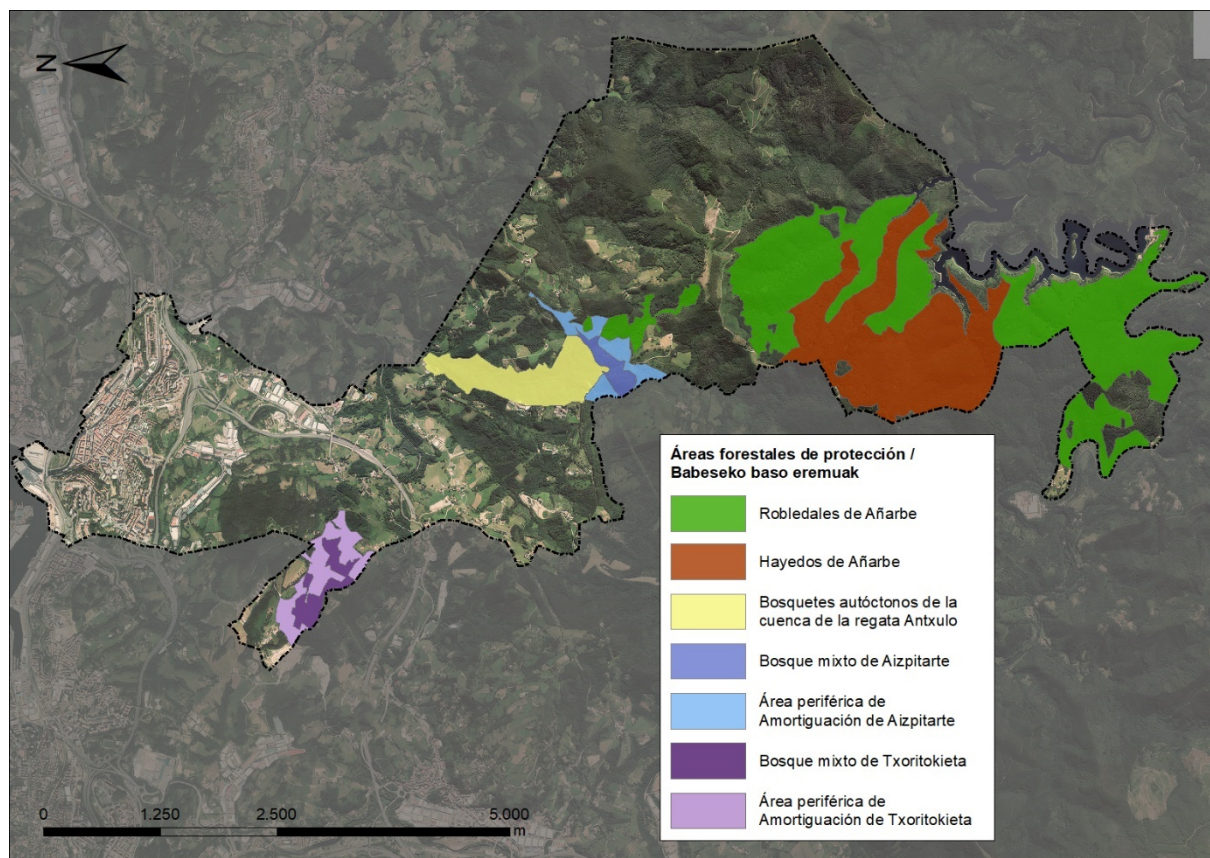 N
Áreas forestales de protección /
Babeseko baso eremuak
Robledales de Añarbe
Hayedos de Añarbe
Bosquetes autóctonos de la
cuenca de la regata Antxulo
Bosque mixto de Aizpitarte
Área periférica de
Amortiguación de Aizpitarte
Bosque mixto de Txoritokieta
Área periférica de
Amortiguación de Txoritokieta
0 1.250 2.500 5.000
m